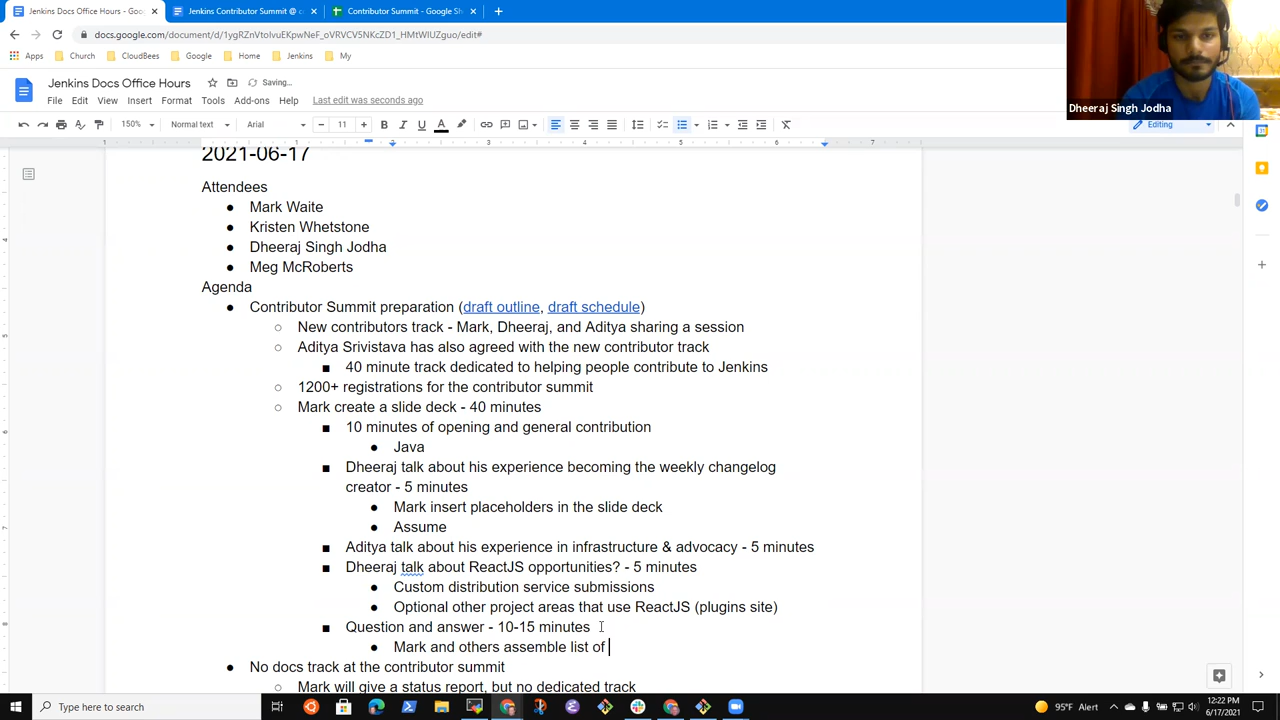 Jenkins Docs Office Hours - Goo
Jenkins Contributor Summit @ c
Contributor Summit - Google Sh
docs.google.com/document/d/1ygRZnVtoIvuEKpwNeF_oVRVCV5NKcZD1_HMtWIUZguo/edit#
Apps Church CloudBees Google Home Jenkins My
Dheeraj Singh Jodha
Jenkins Docs Office Hours Saving...
File Edit View Insert Format Tools Add-ons Help Last edit was seconds ago
150% Normal text Arial 11 Editing
3 4 5 6 7
2021-06-17
Attendees
● Mark Waite
● Kristen Whetstone
● Dheeraj Singh Jodha
● Meg McRoberts
Agenda
● Contributor Summit preparation (draft outline, draft schedule)
○ New contributors track - Mark, Dheeraj, and Aditya sharing a session
○ Aditya Srivistava has also agreed with the new contributor track
■ 40 minute track dedicated to helping people contribute to Jenkins
○ 1200+ registrations for the contributor summit
○ Mark create a slide deck - 40 minutes
■ 10 minutes of opening and general contribution
● Java
■ Dheeraj talk about his experience becoming the weekly changelog
creator - 5 minutes
● Mark insert placeholders in the slide deck
● Assume
■ Aditya talk about his experience in infrastructure & advocacy - 5 minutes
■ Dheeraj talk about ReactJS opportunities? - 5 minutes
● Custom distribution service submissions
● Optional other project areas that use ReactJS (plugins site)
■ Question and answer - 10-15 minutes
● Mark and others assemble list of
● No docs track at the contributor summit
Mark will give a status report, but no dedicated track
Type here to search
95°F Alert
12:22 PM
6/17/2021